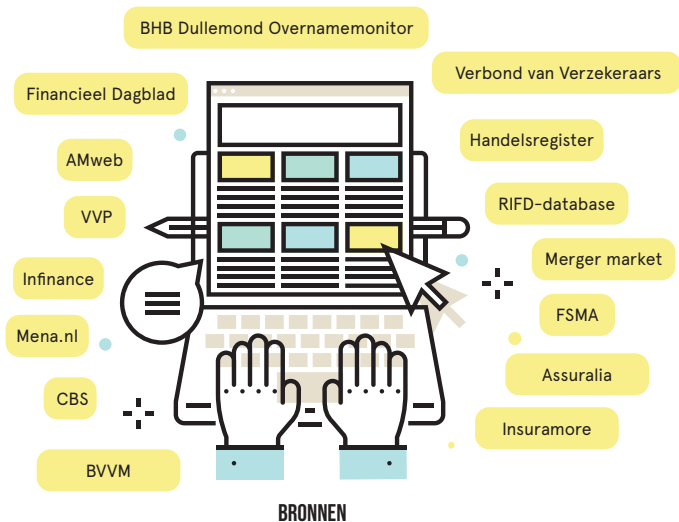 BHB Dullemond Overnamemonitor
Verbond van Verzekeraars
Financieel Dagblad
Handelsregister
AMweb
RIFD-database
VVP
Merger market
Infinance
FSMA
Mena.nl
Assuralia
CBS
Insuramore
BVVM
BRONNEN